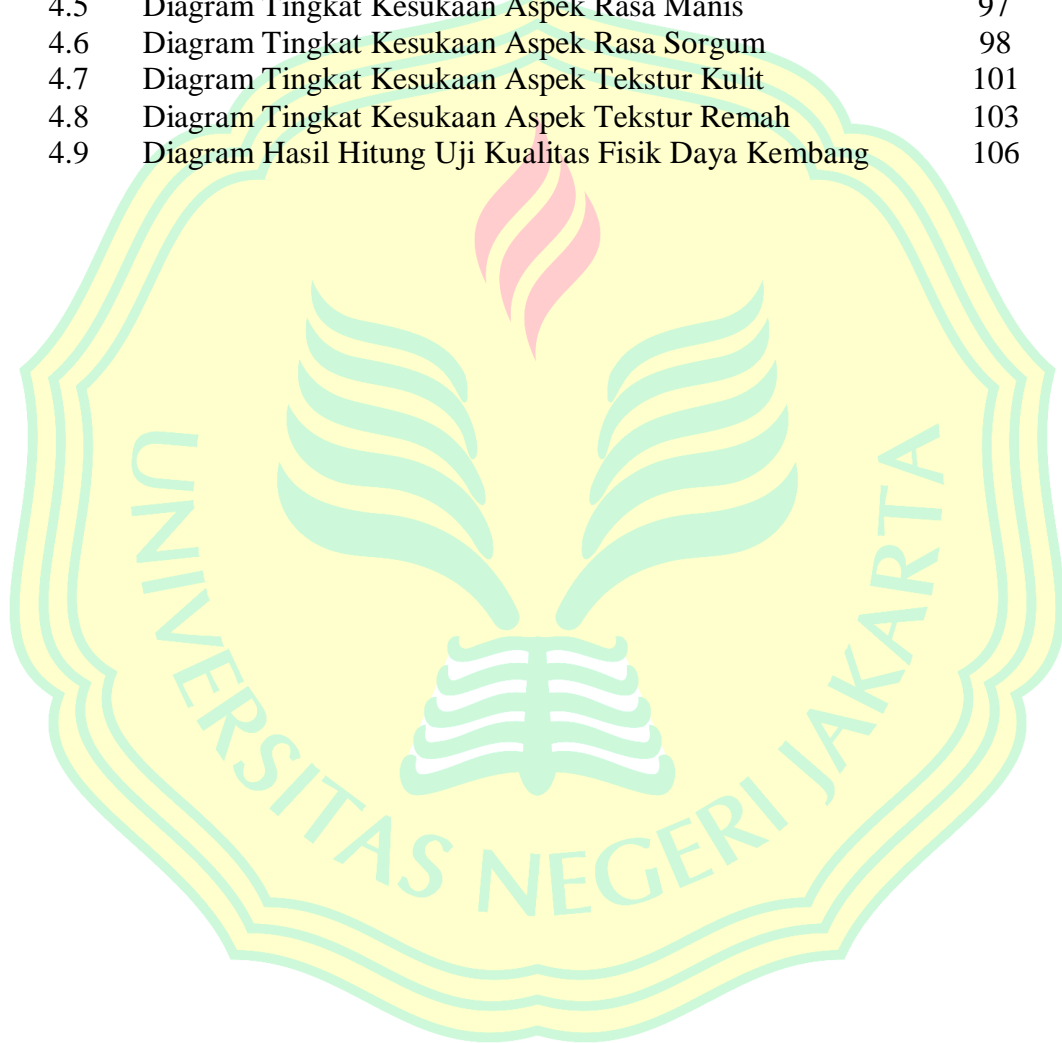 4.5 Diagram Tingkat Kesukaan Aspek Rasa Manis 97
4.6 Diagram Tingkat Kesukaan Aspek Rasa Sorgum 98
4.7 Diagram Tingkat Kesukaan Aspek Tekstur Kulit 101
4.8 Diagram Tingkat Kesukaan Aspek Tekstur Remah 103
4.9 Diagram Hasil Hitung Uji Kualitas Fisik Daya Kembang 106
UNIVERSITAS NEGERI JAKARTA